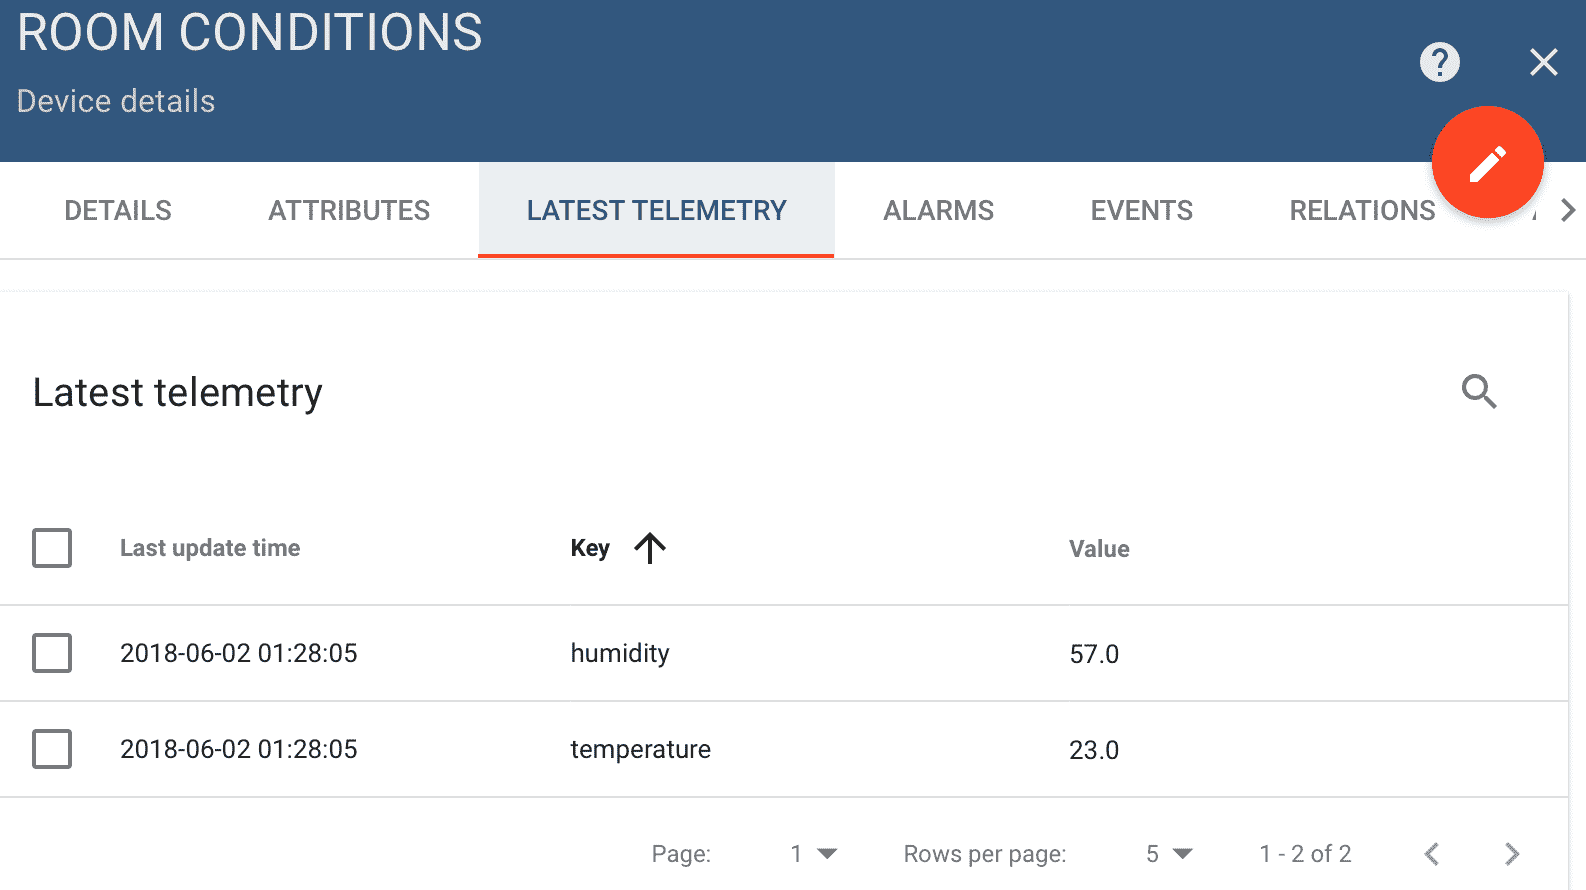 ROOM CONDITIONS
Device details
DETAILS ATTRIBUTES LATEST TELEMETRY ALARMS EVENTS RELATIONS
Latest telemetry
Last update time Key Value
2018-06-02 01:28:05 humidity 57.0
2018-06-02 01:28:05 temperature 23.0
Page: 1 Rows per page: 5 1 - 2 of 2